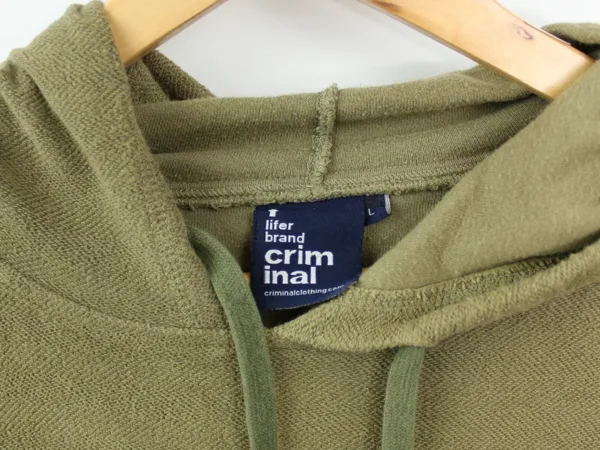 lifer
brand
crim
inal
criminalclothing.com
L